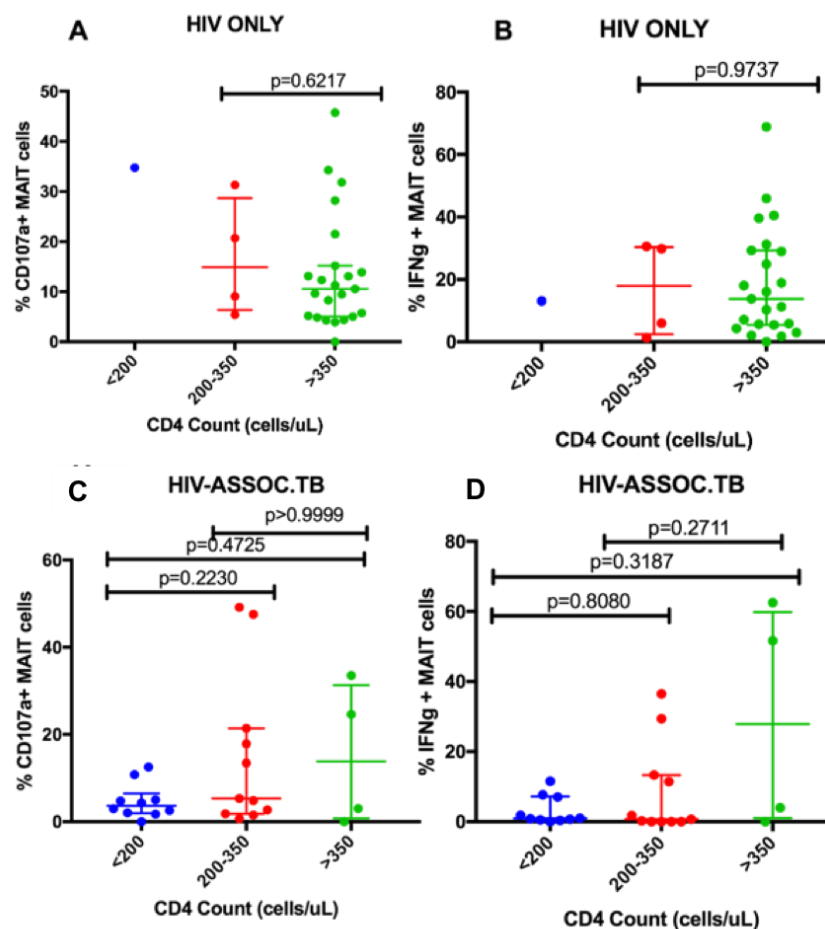 A
HIV ONLY
p=0.6217
50
40
30
20
10
0
% CD107a+ MAIT cells
<200
200-350
>350
CD4 Count (cells/uL)
B
HIV ONLY
p=0.9737
80
60
40
20
0
% IFNg + MAIT cells
<200
200-350
>350
CD4 Count (cells/uL)
C
HIV-ASSOC.TB
p>0.9999
p=0.4725
p=0.2230
60
40
20
0
% CD107a+ MAIT cells
<200
200-350
>350
CD4 Count (cells/uL)
D
HIV-ASSOC.TB
p=0.2711
p=0.3187
p=0.8080
80
60
40
20
0
% IFNg + MAIT cells
<200
200-350
>350
CD4 Count (cells/uL)